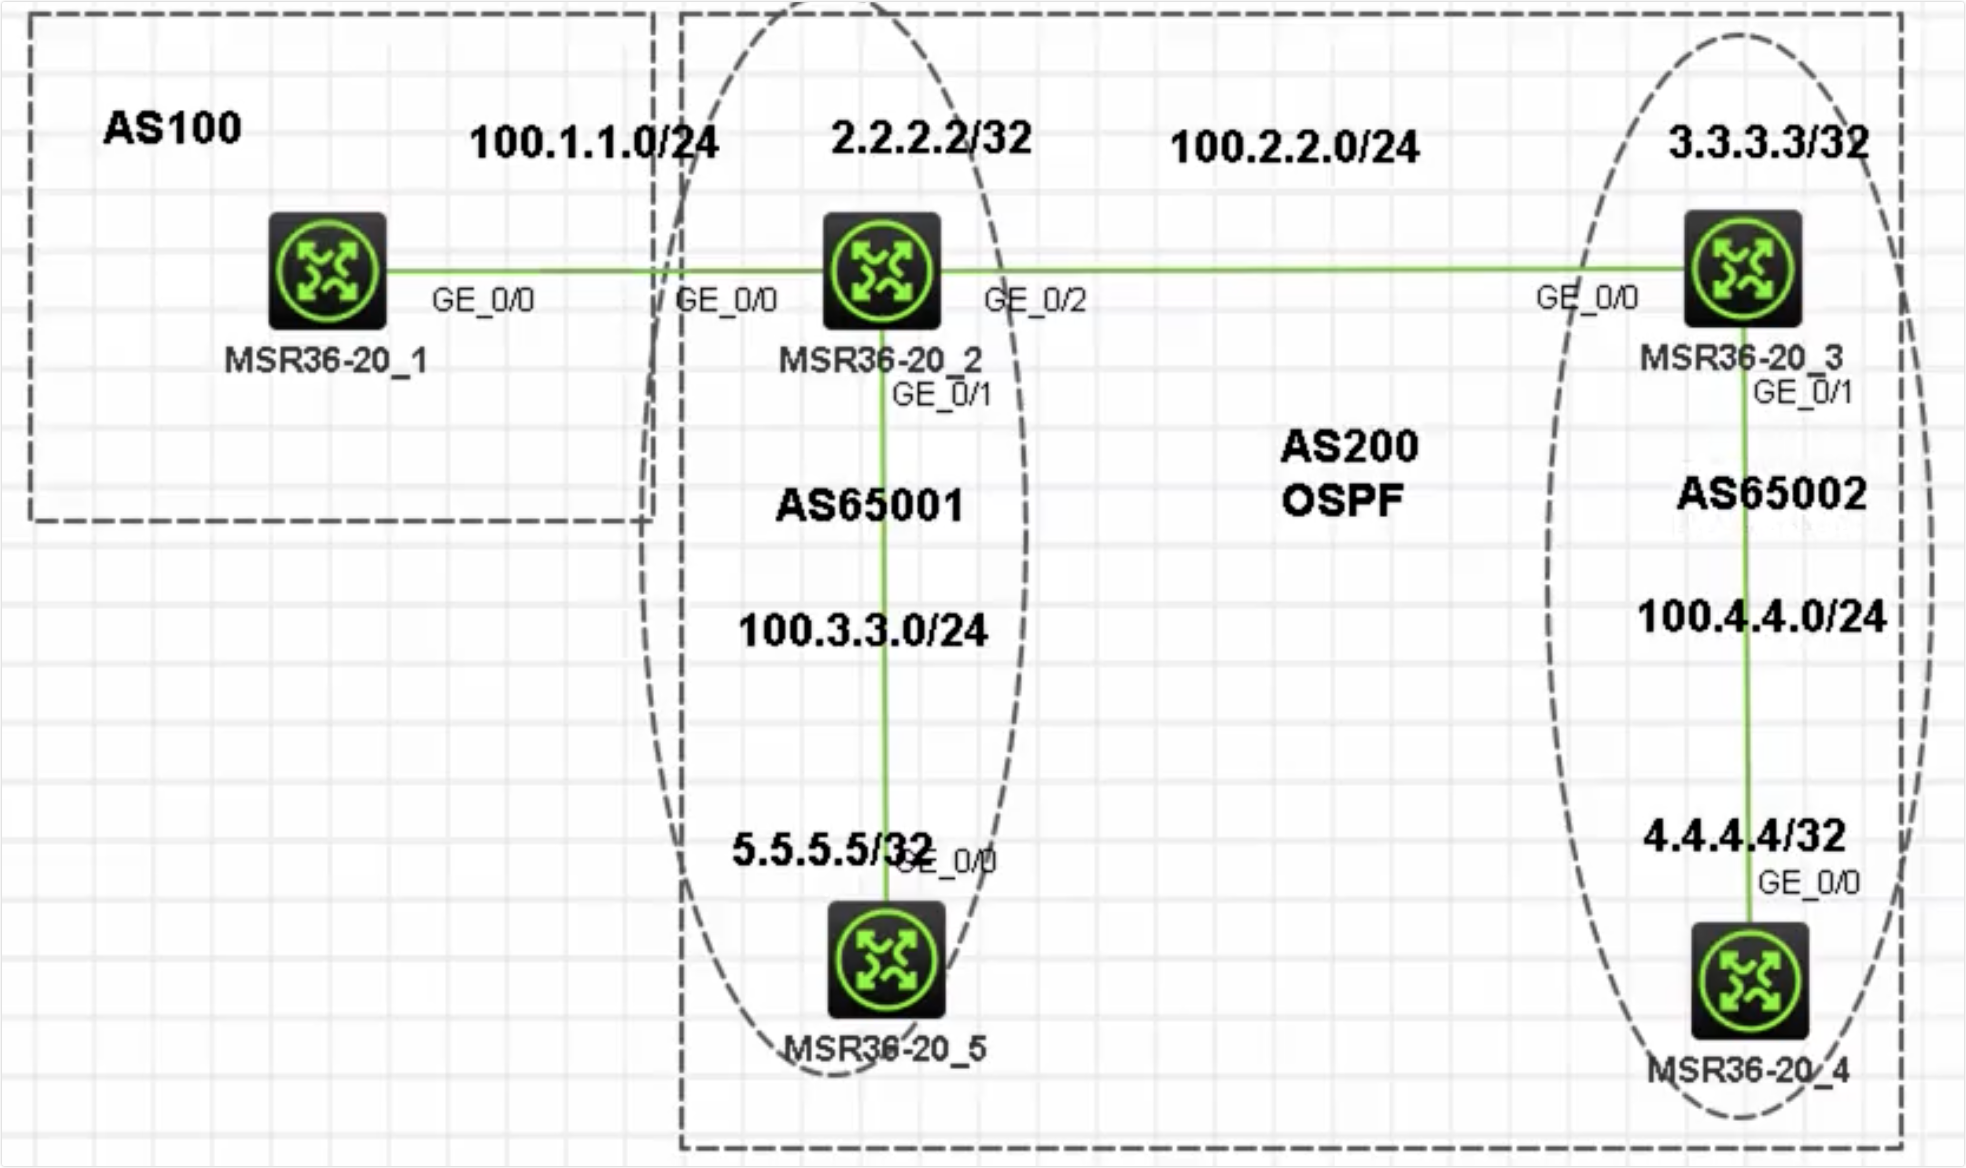 AS100
100.1.1.0/24
2.2.2.2/32
100.2.2.0/24
3.3.3.3/32
GE_0/0
GE_0/0
GE_0/2
GE_0/0
MSR36-20_1
MSR36-20_2
MSR36-20_3
GE_0/1
GE_0/1
AS200
OSPF
AS65001
AS65002
100.3.3.0/24
100.4.4.0/24
5.5.5.5/32
GE_0/0
4.4.4.4/32
GE_0/0
MSR36-20_5
MSR36-20_4